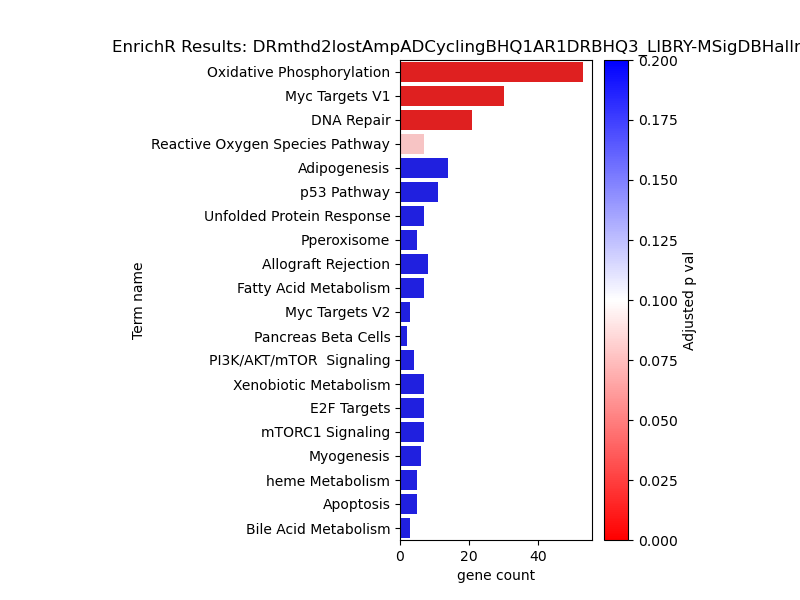 EnrichR Results: DRmthd2lostAmpADCyclingBHQ1AR1DRBHQ3_LIBRY-MSigDBHallr
Oxidative Phosphorylation
Myc Targets V1
DNA Repair
Reactive Oxygen Species Pathway
Adipogenesis
p53 Pathway
Unfolded Protein Response
Pperoxisome
Allograft Rejection
Fatty Acid Metabolism
Myc Targets V2
Pancreas Beta Cells
PI3K/AKT/mTOR  Signaling
Xenobiotic Metabolism
E2F Targets
mTORC1 Signaling
Myogenesis
heme Metabolism
Apoptosis
Bile Acid Metabolism
Term name
0 20 40
gene count
0.200
0.175
0.150
0.125
0.100
0.075
0.050
0.025
0.000
Adjusted p val